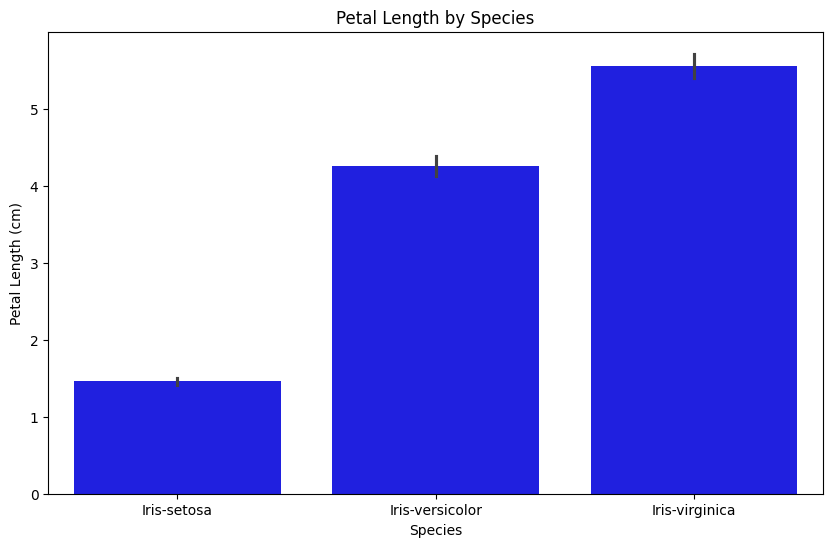 Petal Length by Species
Petal Length (cm)
5
4
3
2
1
0
Iris-setosa
Iris-versicolor
Iris-virginica
Species